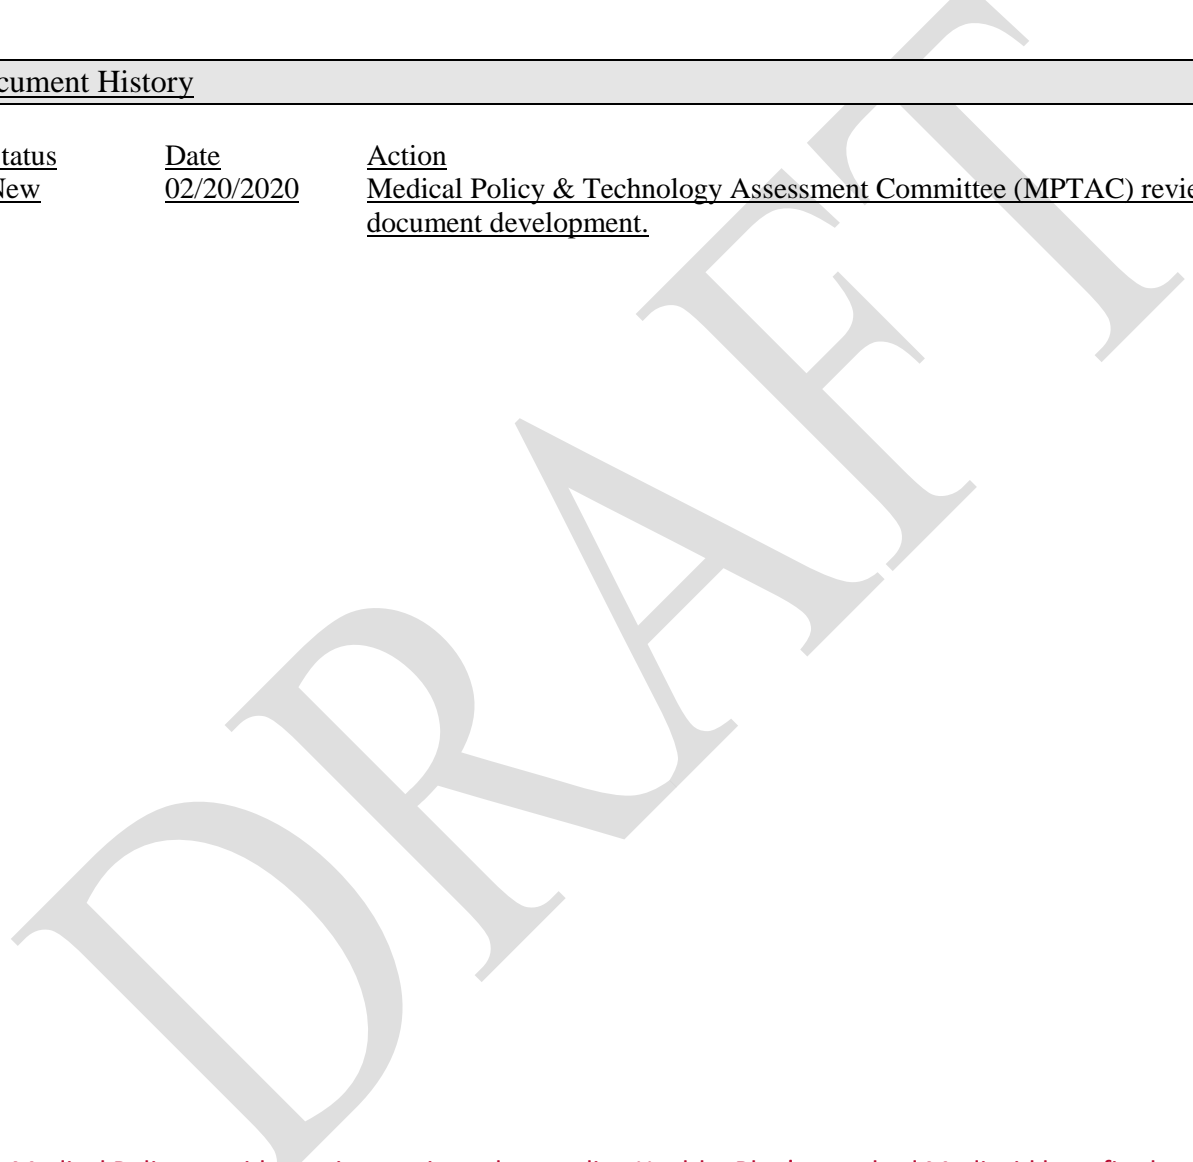 cument History
tatus Date Action
New 02/20/2020 Medical Policy & Technology Assessment Committee (MPTAC) revie
document development.
DRAFT